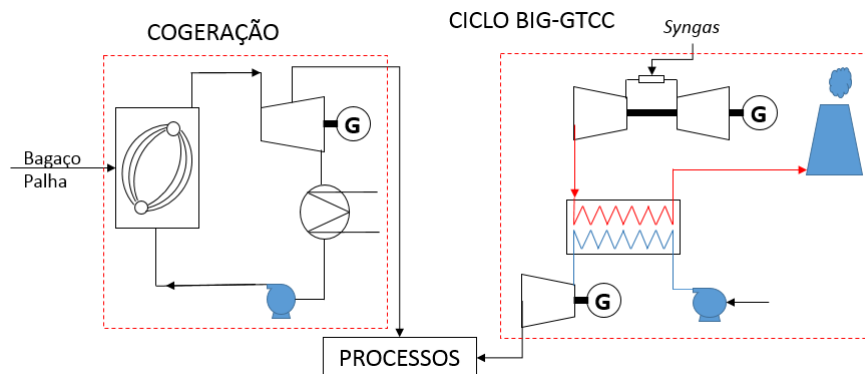 COGERAÇÃO
CICLO BIG-GTCC
Syngas
G
G
Bagaço
Palha
G
PROCESSOS